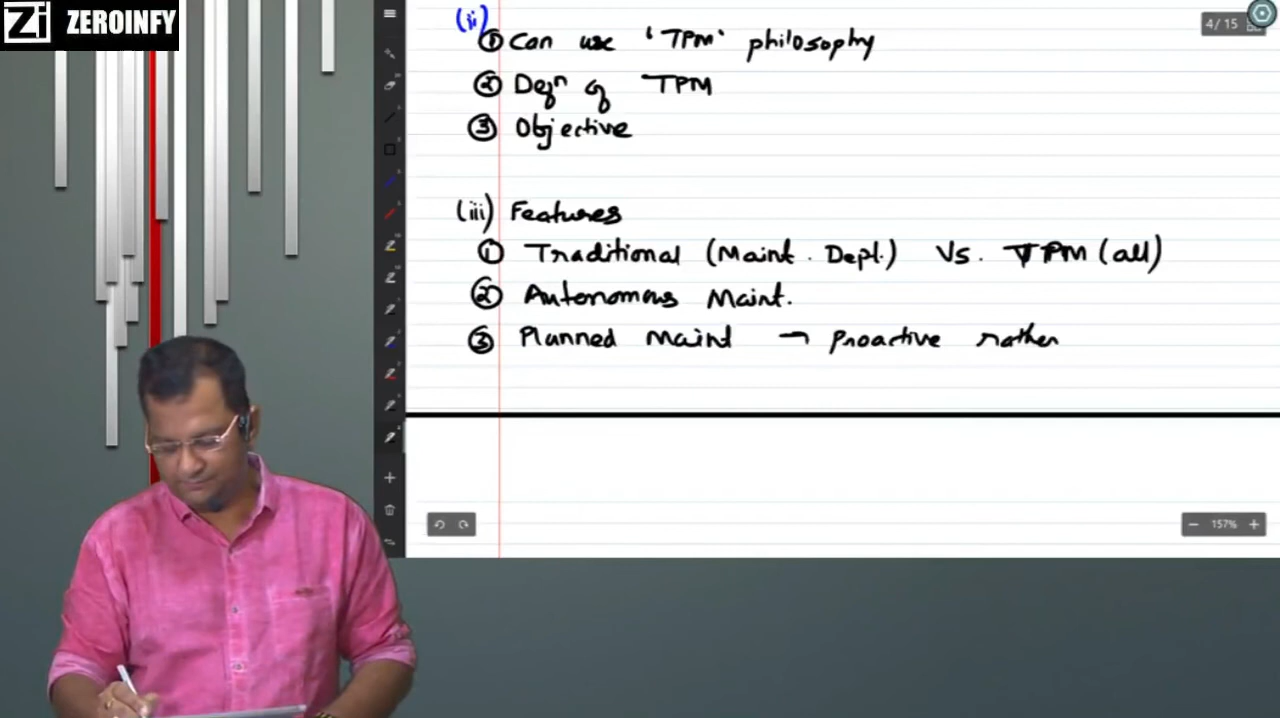 Zi ZEROINFY
4/15
(ii)
① Can use 'TPM' philosophy
② Defn of TPM
③ Objective
(iii) Features
① Traditional (Maint. Dept.) Vs. TPM (all)
② Autonomous Maint.
③ Planned Maint → Proactive rather
157%